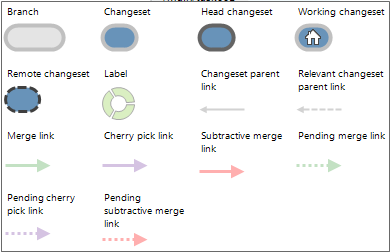 Branch
Changeset
Head changeset
Working changeset
Remote changeset
Label
Changeset parent
link
Relevant changeset
parent link
Merge link
Cherry pick link
Subtractive merge
link
Pending merge link
Pending cherry
pick link
Pending
subtractive merge
link